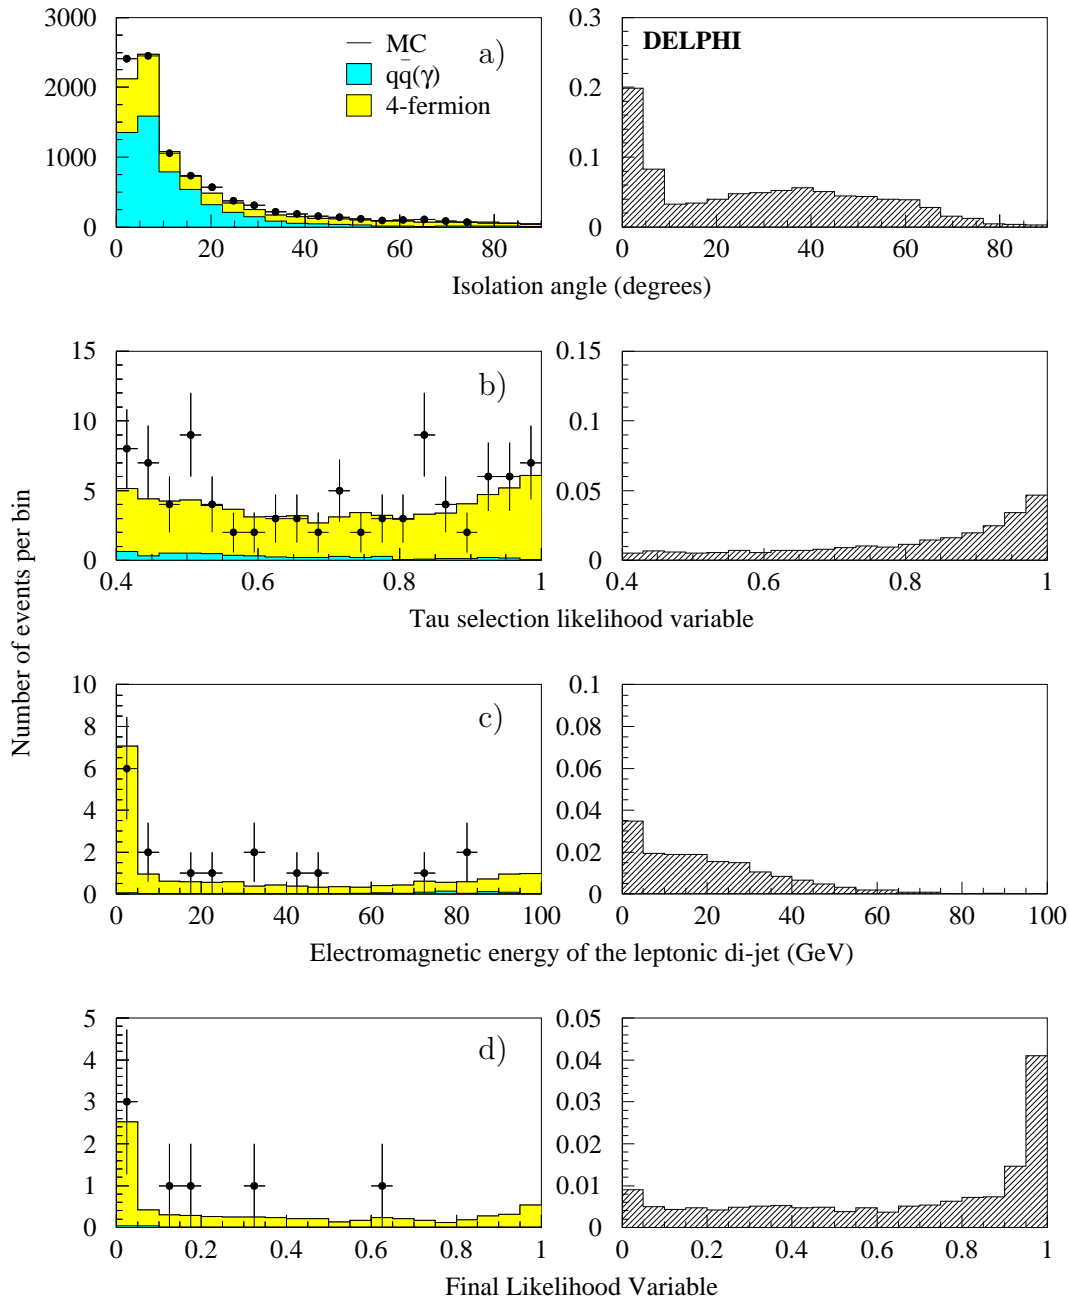 Number of events per bin
3000
2000
1000
0
0 20 40 60 80
MC
qq̄(γ)
4-fermion
a)
0.3
0.2
0.1
0
0 20 40 60 80
DELPHI
Isolation angle (degrees)
15
10
5
0
0.4 0.6 0.8 1
b)
0.15
0.1
0.05
0
0.4 0.6 0.8 1
Tau selection likelihood variable
10
8
6
4
2
0
0 20 40 60 80 100
c)
0.1
0.08
0.06
0.04
0.02
0
0 20 40 60 80 100
Electromagnetic energy of the leptonic di-jet (GeV)
5
4
3
2
1
0
0 0.2 0.4 0.6 0.8 1
d)
0.05
0.04
0.03
0.02
0.01
0
0 0.2 0.4 0.6 0.8 1
Final Likelihood Variable